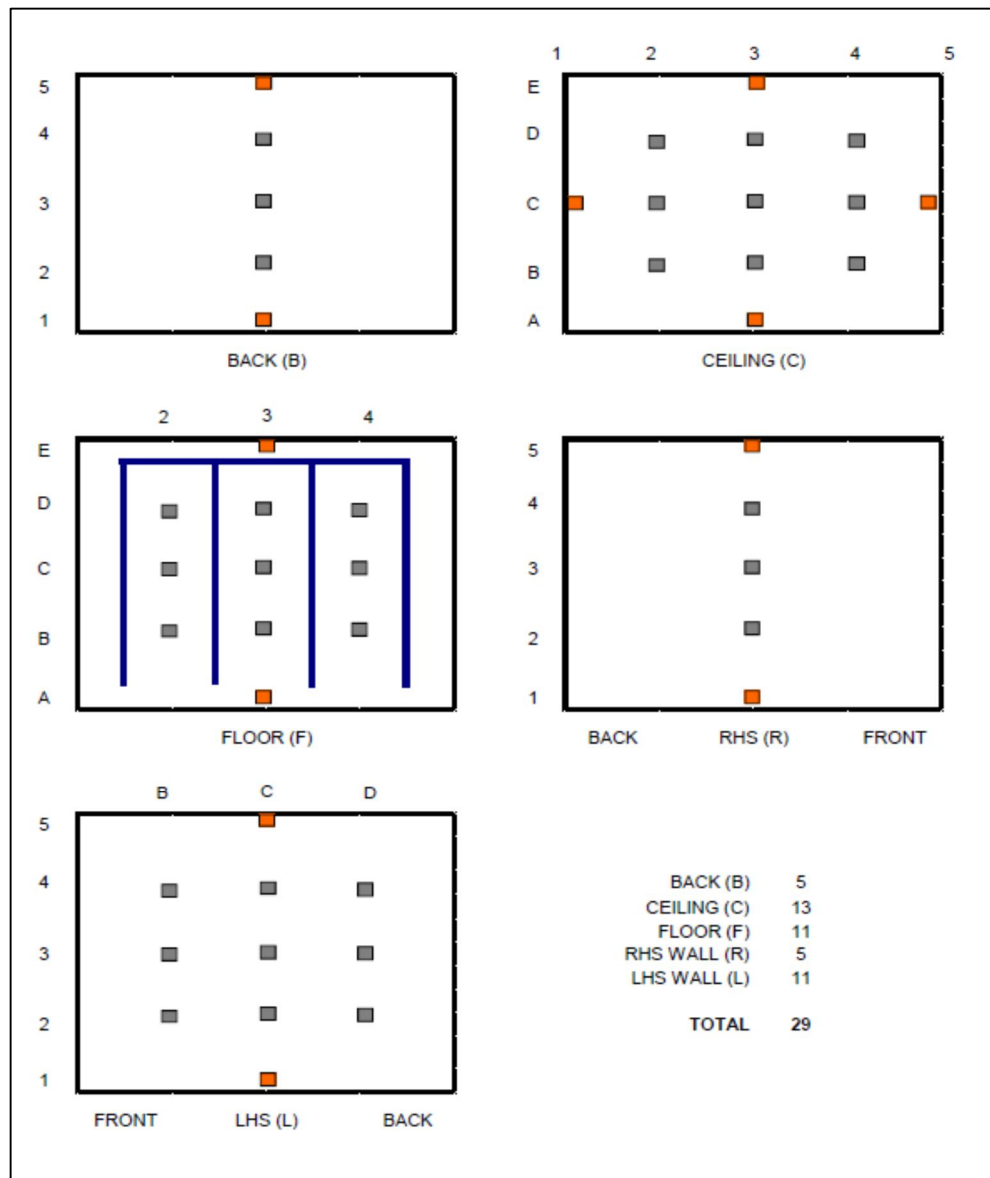 1 2 3 4 5
5 E
4 D
3 C
2 B
1 A
BACK (B) CEILING (C)
2 3 4
E 5
D 4
C 3
B 2
A 1
FLOOR (F) BACK RHS (R) FRONT
B C D
5
4
3
2
1
FRONT LHS (L) BACK
BACK (B) 5
CEILING (C) 13
FLOOR (F) 11
RHS WALL (R) 5
LHS WALL (L) 11
TOTAL 29